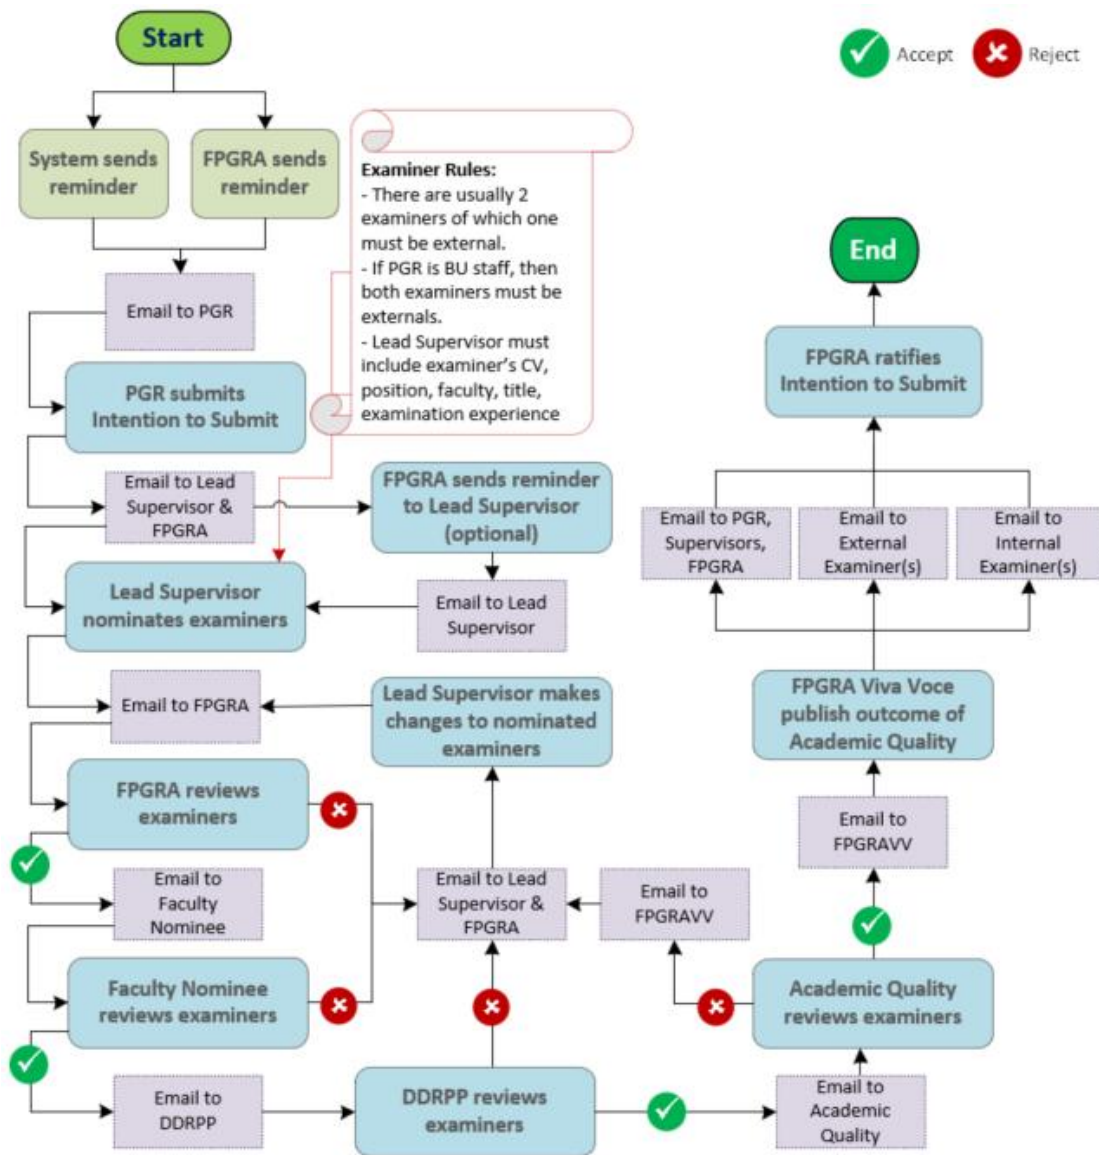 Start
Accept
Reject
System sends
reminder
FPGRA sends
reminder
Examiner Rules:
- There are usually 2
examiners of which one
must be external.
- If PGR is BU staff, then
both examiners must be
externals.
- Lead Supervisor must
include examiner's CV,
position, faculty, title,
examination experience
Email to PGR
PGR submits
Intention to Submit
Email to Lead
Supervisor &
FPGRA
FPGRA sends reminder
to Lead Supervisor
(optional)
Lead Supervisor
nominates examiners
Email to Lead
Supervisor
Email to FPGRA
Lead Supervisor makes
changes to nominated
examiners
FPGRA reviews
examiners
Email to
Faculty
Nominee
Email to Lead
Supervisor &
FPGRA
Email to
FPGRAVV
Faculty Nominee
reviews examiners
Email to
DDRPP
DDRPP reviews
examiners
Email to
Academic
Quality
Academic Quality
reviews examiners
Email to
FPGRAVV
FPGRA Viva Voce
publish outcome of
Academic Quality
Email to PGR,
Supervisors,
FPGRA
Email to
External
Examiner(s)
Email to
Internal
Examiner(s)
FPGRA ratifies
Intention to Submit
End